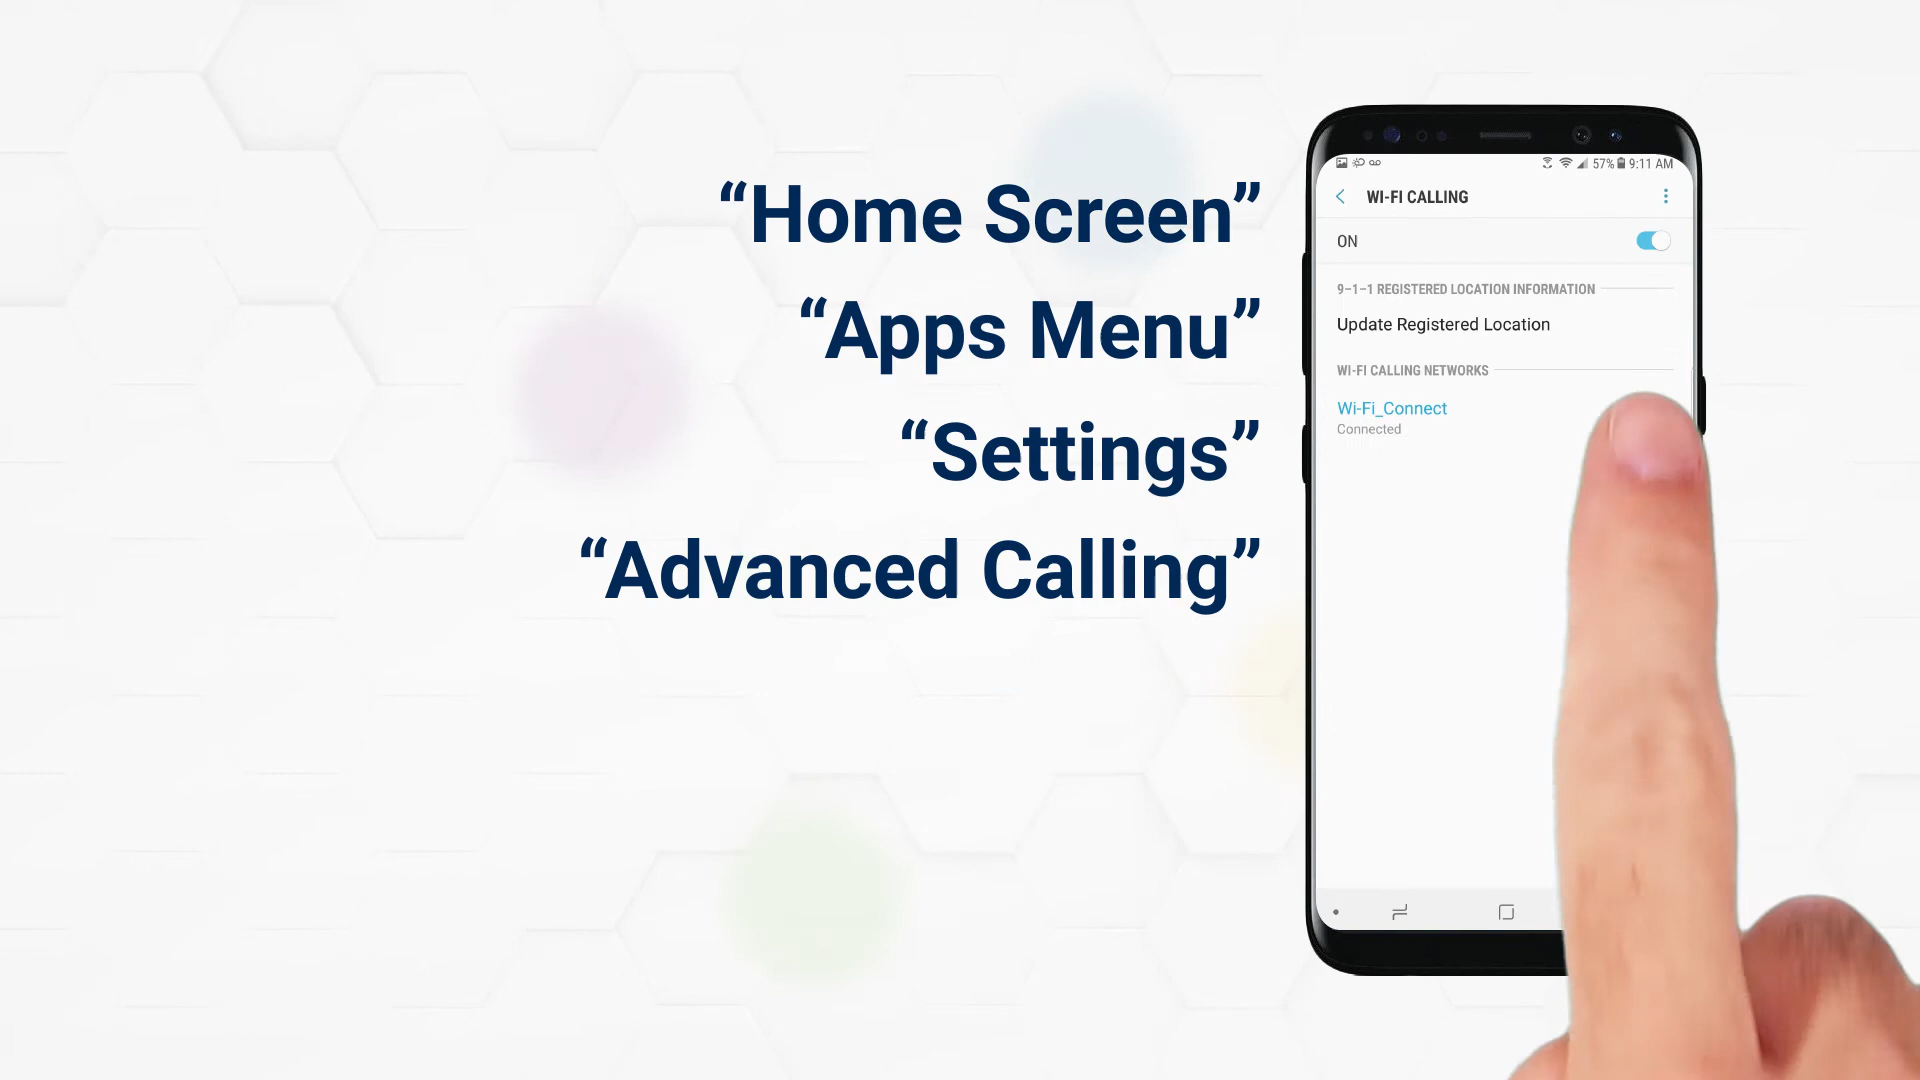 “Home Screen”
“Apps Menu”
“Settings”
“Advanced Calling”
57% 9:11 AM
WI-FI CALLING
ON
9-1-1 REGISTERED LOCATION INFORMATION
Update Registered Location
WI-FI CALLING NETWORKS
Wi-Fi_Connect
Connected